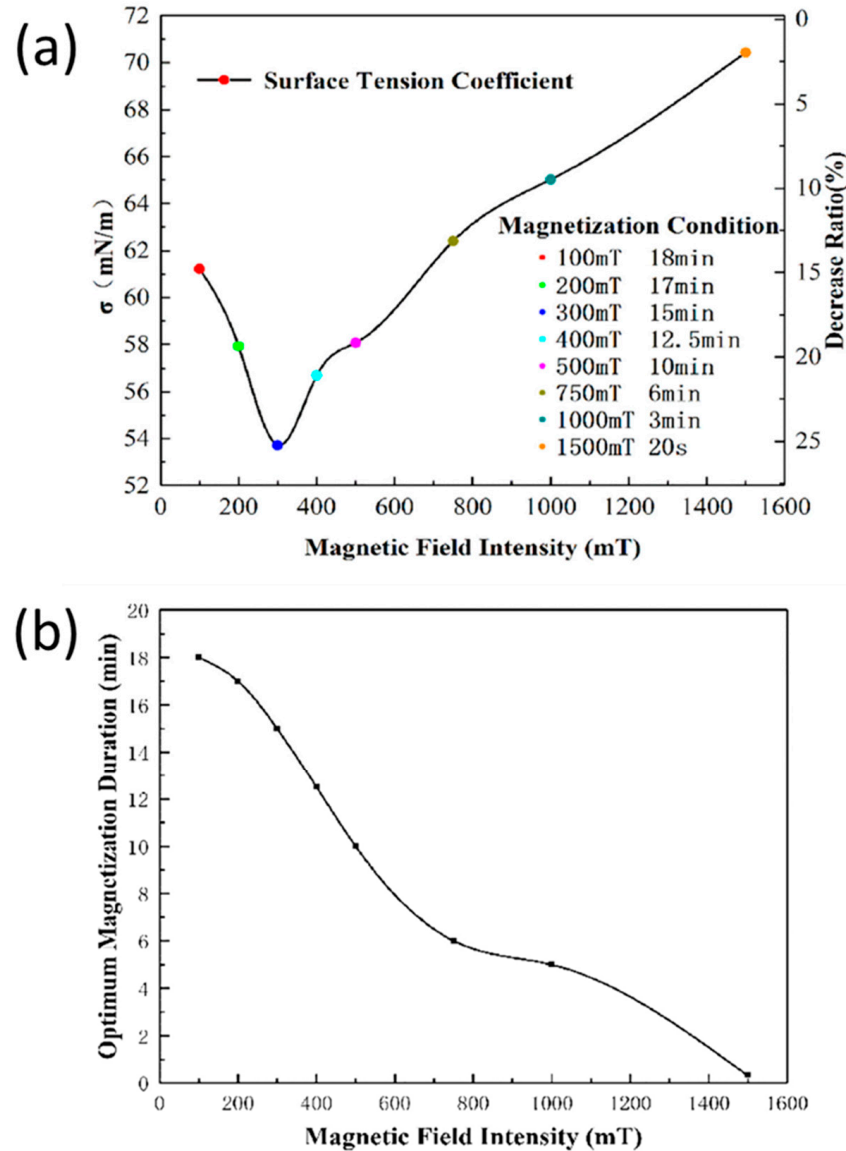 (a)
72
70
68
66
64
62
60
58
56
54
52
σ (mN/m)
0
5
10
15
20
25
Decrease Ratio(%)
Surface Tension Coefficient
Magnetization Condition
100mT 18min
200mT 17min
300mT 15min
400mT 12.5min
500mT 10min
750mT 6min
1000mT 3min
1500mT 20s
0 200 400 600 800 1000 1200 1400 1600
Magnetic Field Intensity (mT)
(b)
20
18
16
14
12
10
8
6
4
2
0
Optimum Magnetization Duration (min)
0 200 400 600 800 1000 1200 1400 1600
Magnetic Field Intensity (mT)